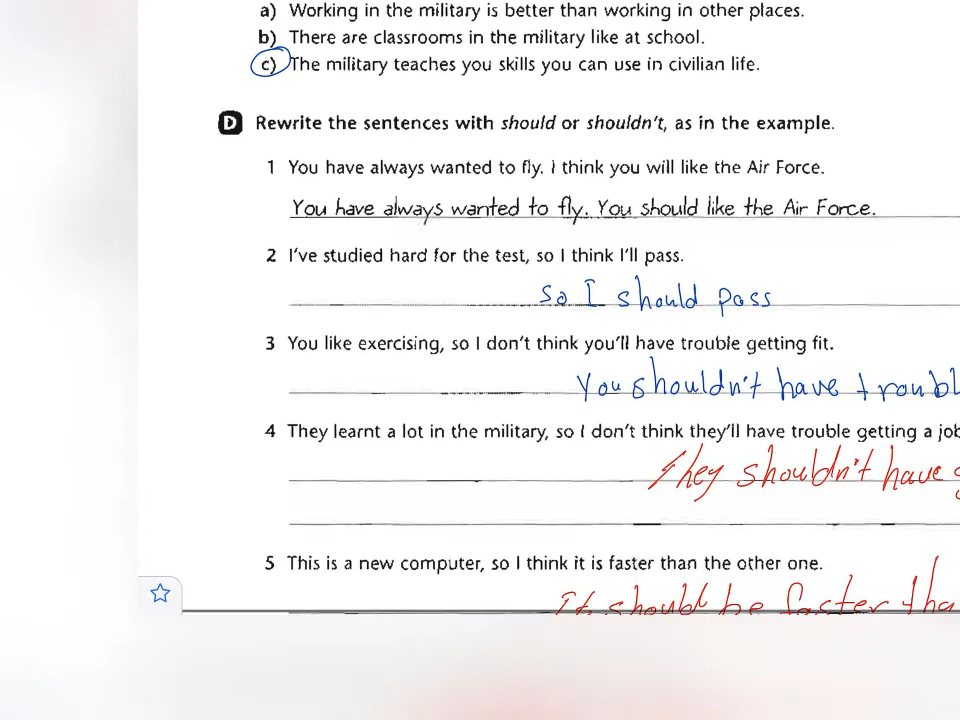 a) Working in the military is better than working in other places.
b) There are classrooms in the military like at school.
c) The military teaches you skills you can use in civilian life.
D Rewrite the sentences with should or shouldn't, as in the example.
1 You have always wanted to fly. I think you will like the Air Force.
You have always wanted to fly. You should like the Air Force.
2 I've studied hard for the test, so I think I'll pass.
so I should pass
3 You like exercising, so I don't think you'll have trouble getting fit.
You shouldn't have troubl
4 They learnt a lot in the military, so I don't think they'll have trouble getting a job
They shouldn't have
5 This is a new computer, so I think it is faster than the other one.
It should be faster tha